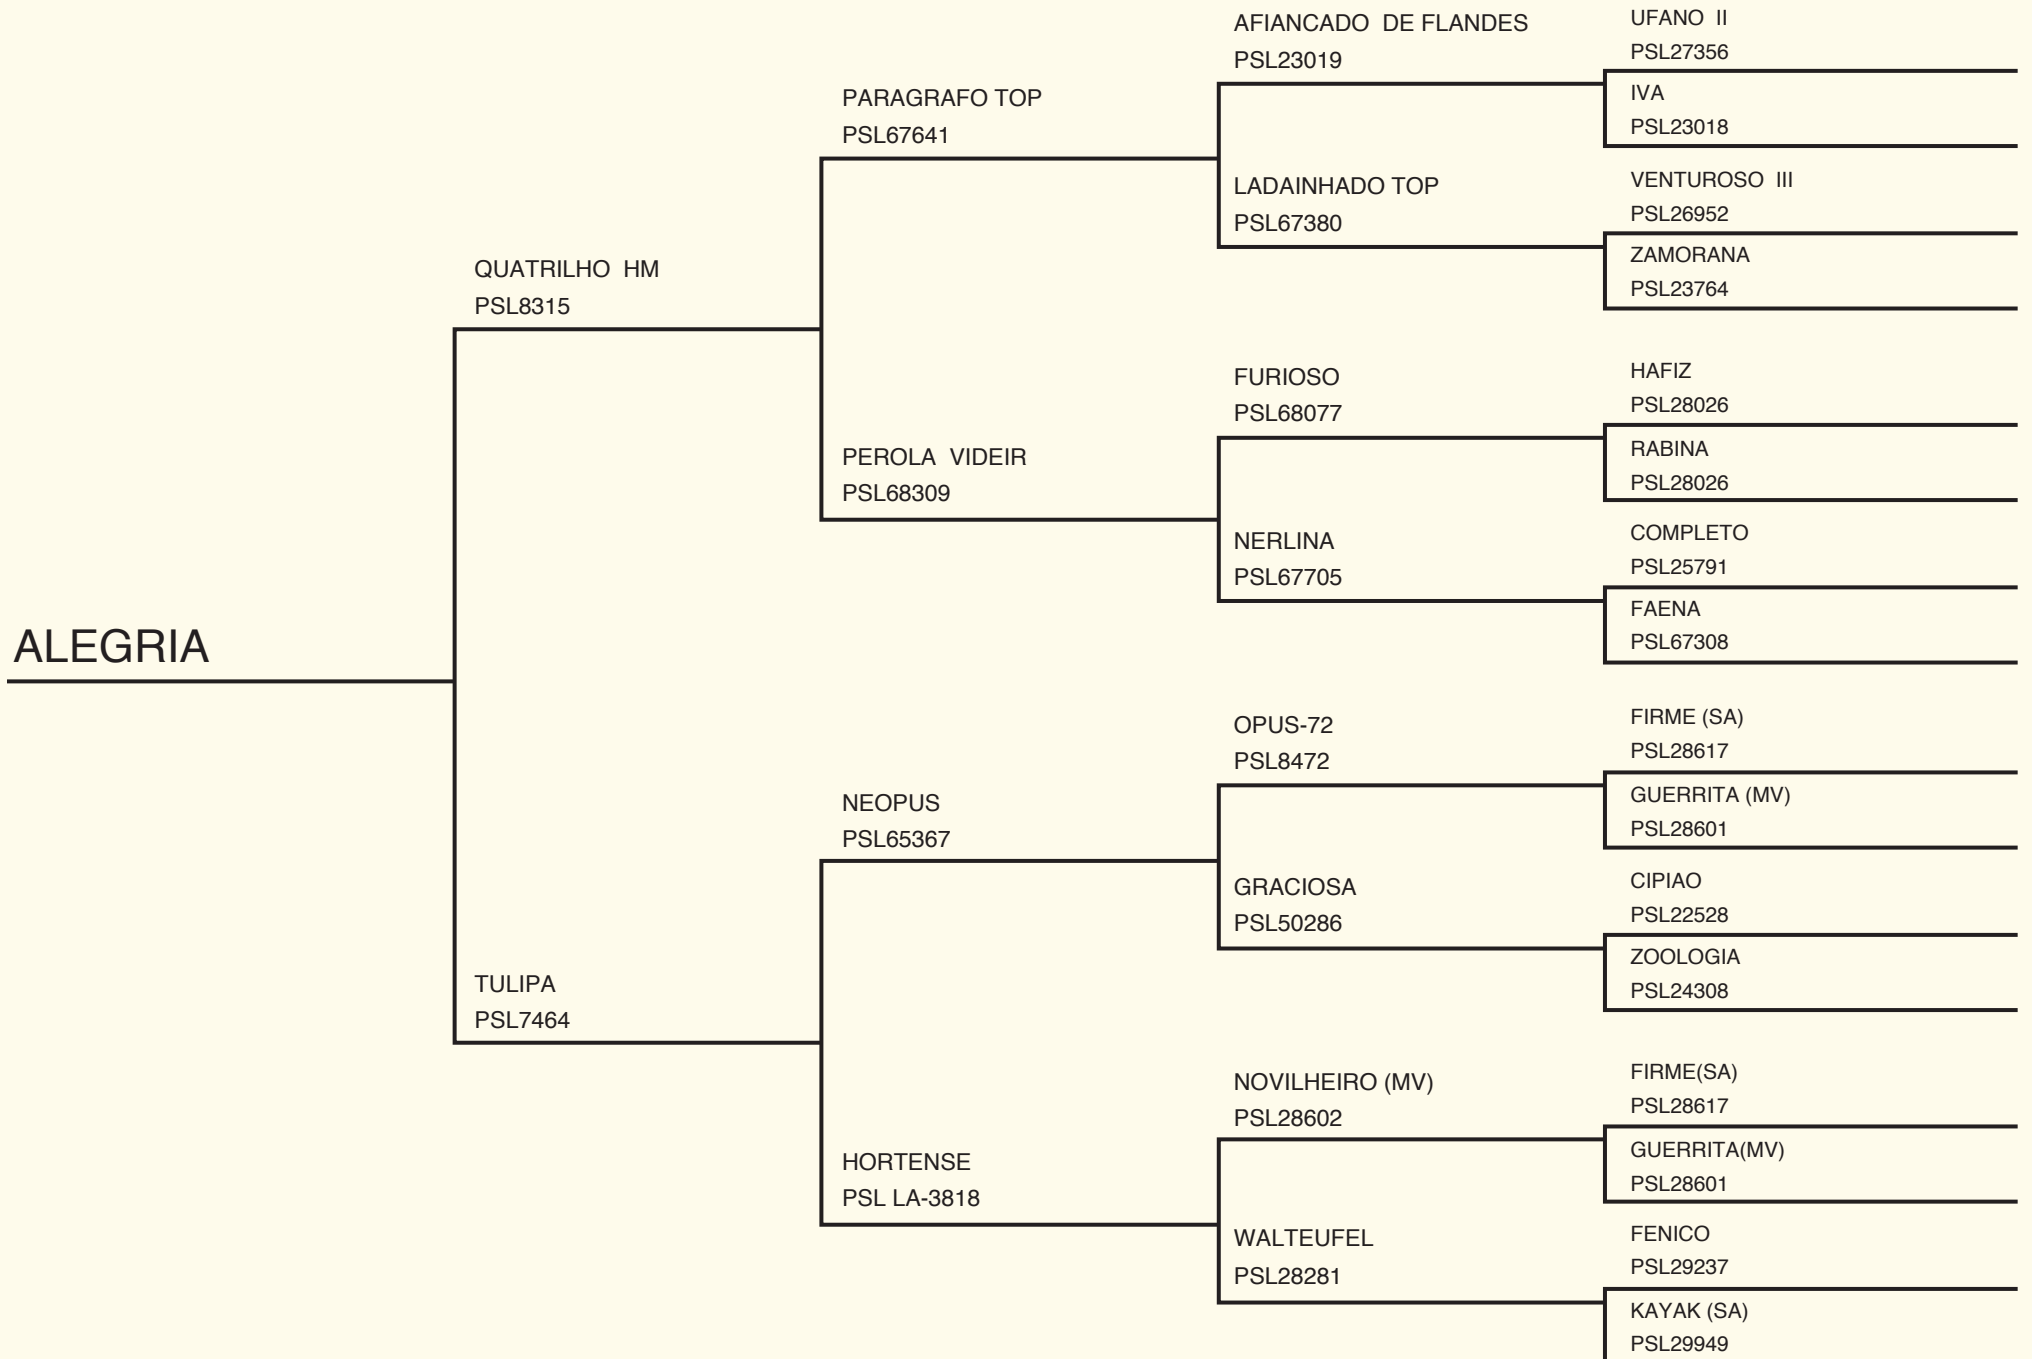 ALEGRIA
QUATRILHO HM
PSL8315
TULIPA
PSL7464
PARAGRAFO TOP
PSL67641
PEROLA VIDEIR
PSL68309
NEOPUS
PSL65367
HORTENSE
PSL LA-3818
AFIANCADO DE FLANDES
PSL23019
LADAINHADO TOP
PSL67380
FURIOSO
PSL68077
NERLINA
PSL67705
OPUS-72
PSL8472
GRACIOSA
PSL50286
NOVILHEIRO (MV)
PSL28602
WALTEUFEL
PSL28281
UFANO II
PSL27356
IVA
PSL23018
VENTUROSO III
PSL26952
ZAMORANA
PSL23764
HAFIZ
PSL28026
RABINA
PSL28026
COMPLETO
PSL25791
FAENA
PSL67308
FIRME (SA)
PSL28617
GUERRITA (MV)
PSL28601
CIPIAO
PSL22528
ZOOLOGIA
PSL24308
FIRME(SA)
PSL28617
GUERRITA(MV)
PSL28601
FENICO
PSL29237
KAYAK (SA)
PSL29949